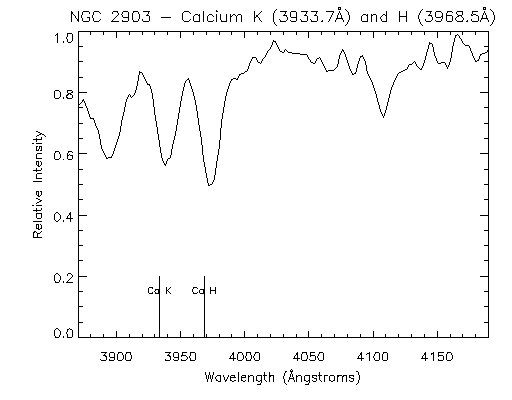 NGC 2903 – Calcium K (3933.7Å) and H (3968.5Å)
1.0
0.8
0.6
0.4
0.2
0.0
Relative Intensity
Ca K
Ca H
3900 3950 4000 4050 4100 4150
Wavelength (Ångstroms)